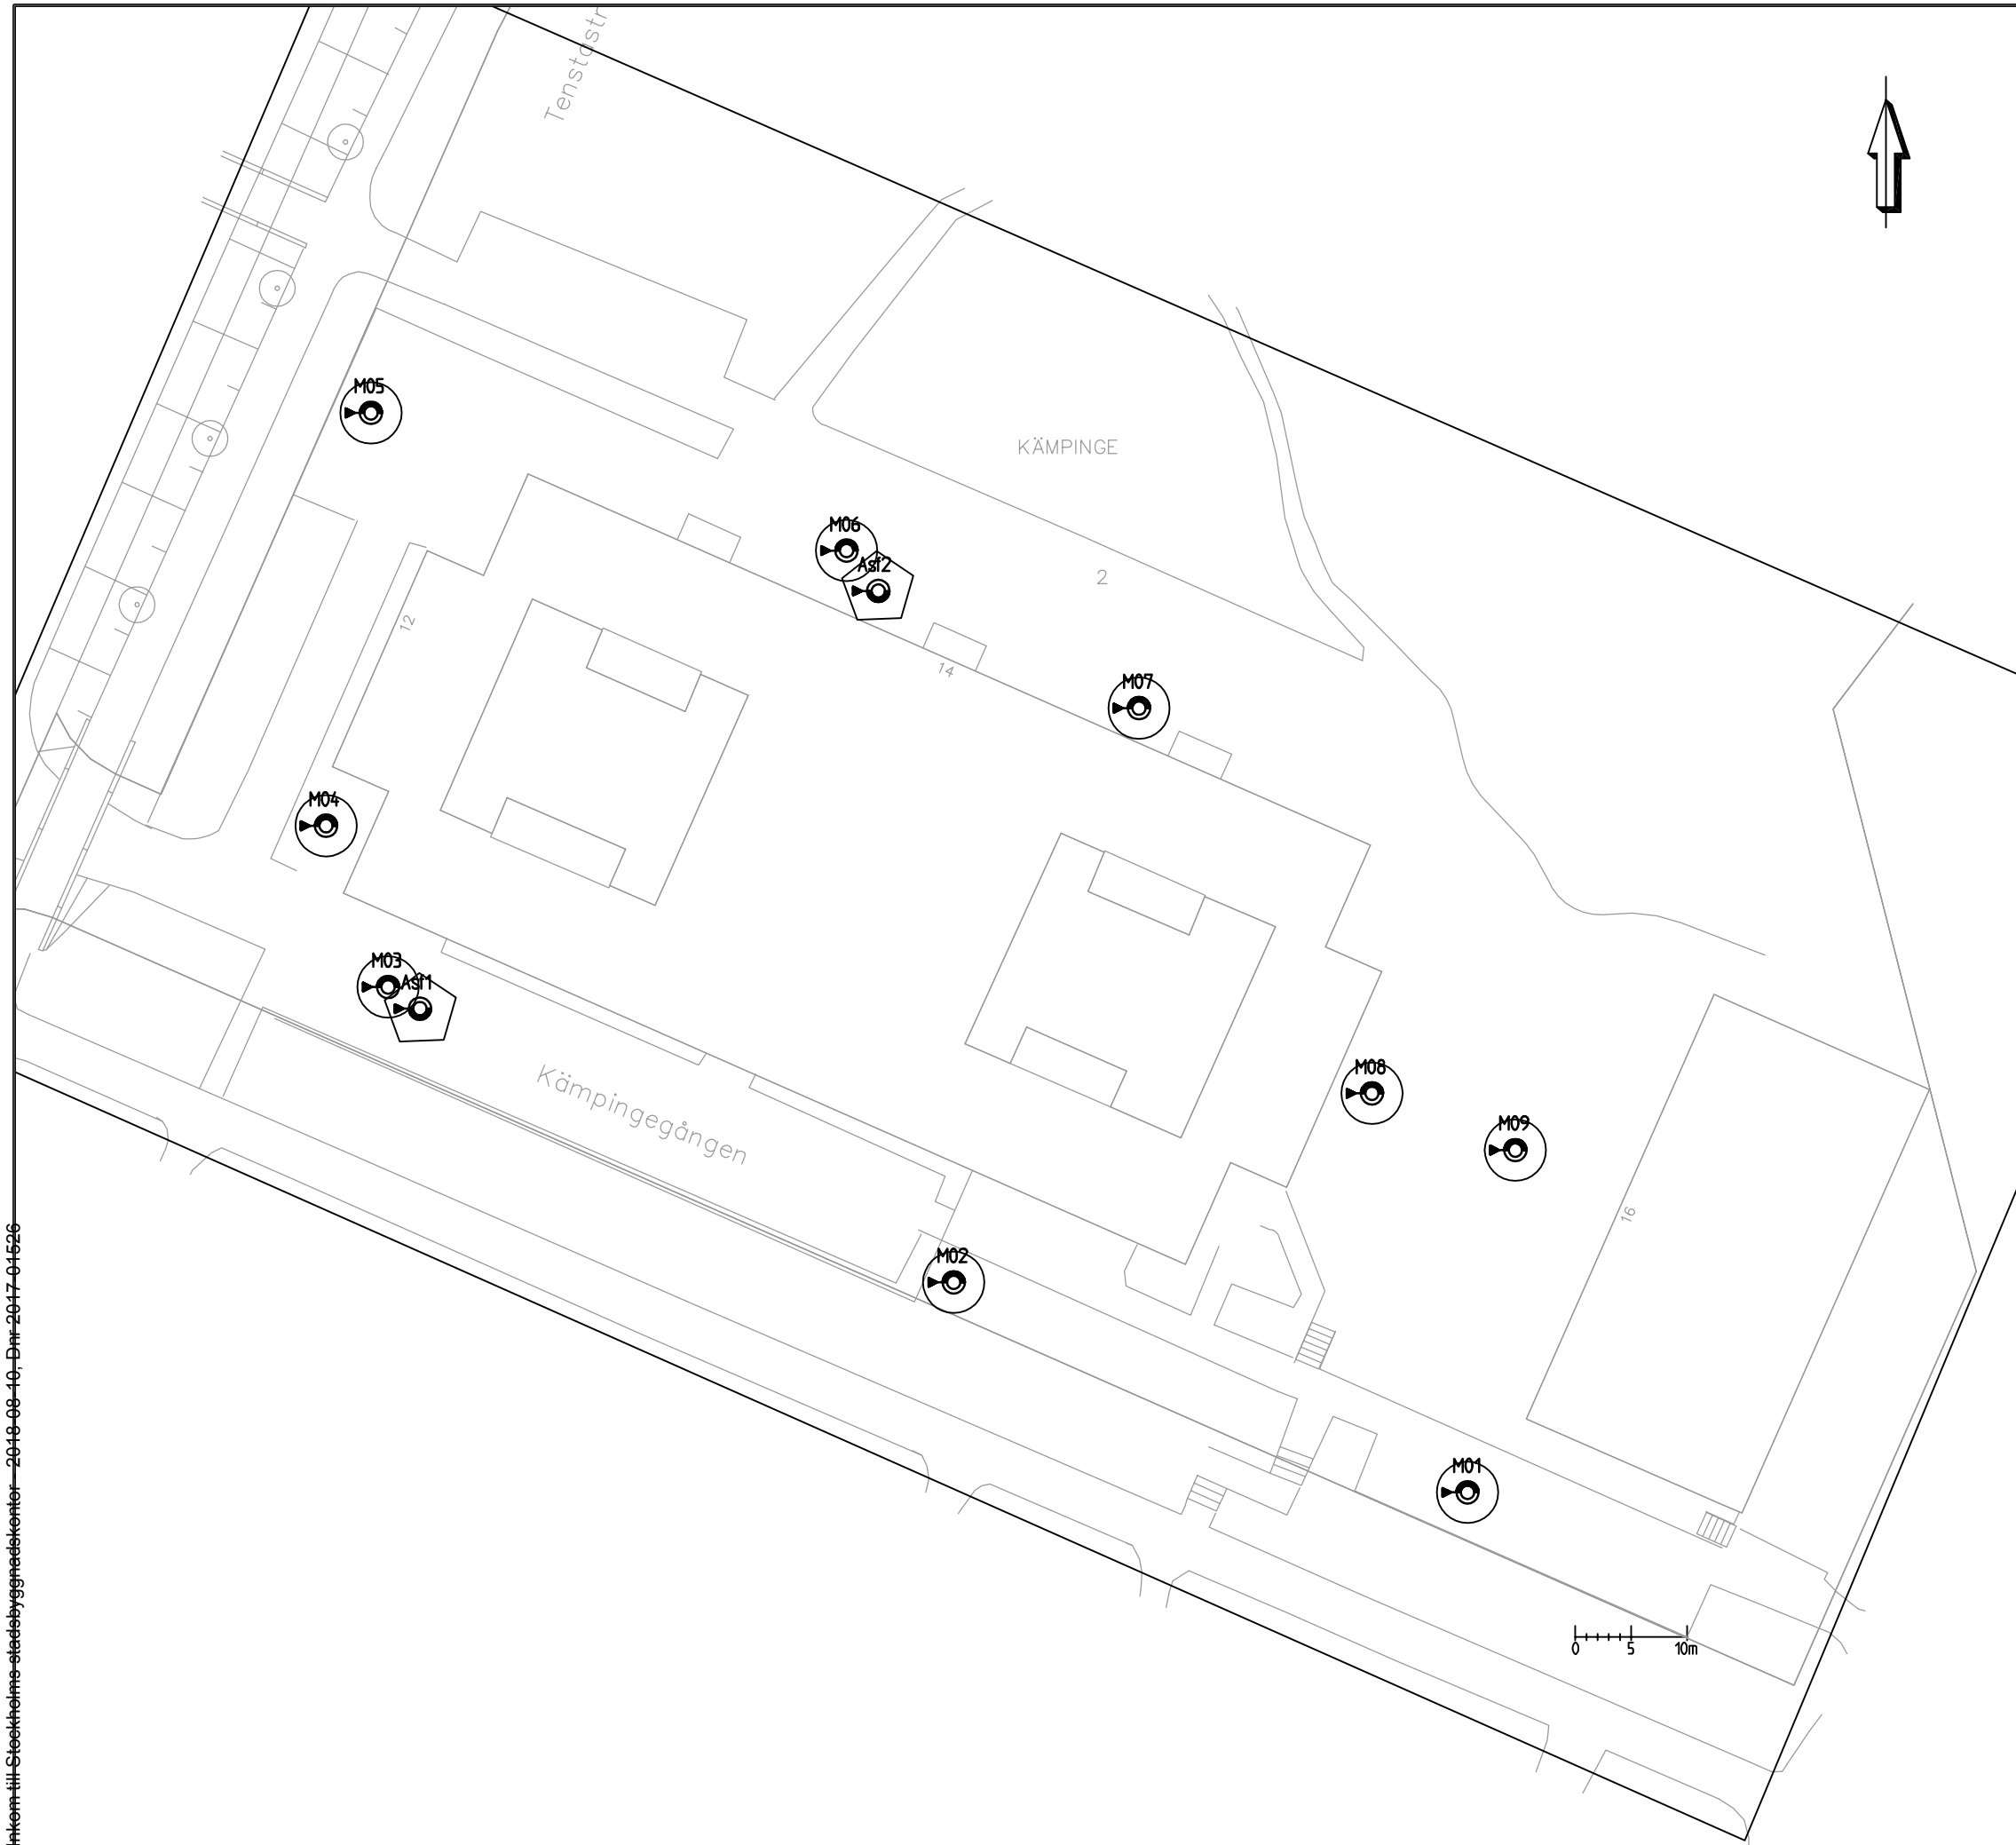 Tenstastr
M05
KÄMPINGE
M06
Asf2
2
12
14
M07
M04
M03
Asf1
Kämpingegången
M08
M09
16
M02
M01
0 5 10m
Inkom till Stockholms stadsbyggnadskontor - 2018-08-10, Dnr 2017-01526